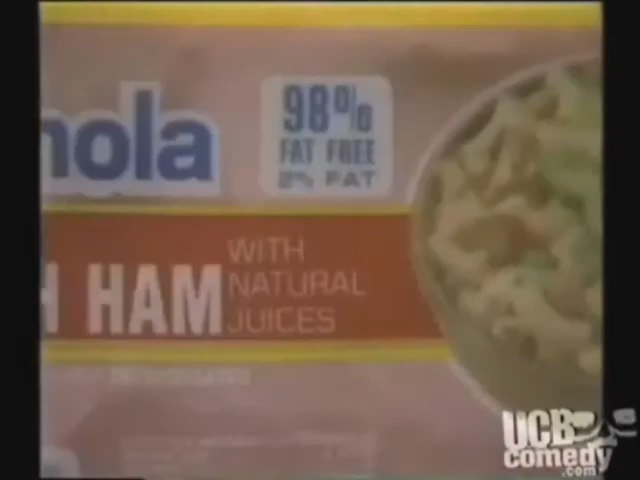 nola
98%
FAT FREE
2% FAT
HAM
WITH
NATURAL
JUICES
UCB
comedy
.com